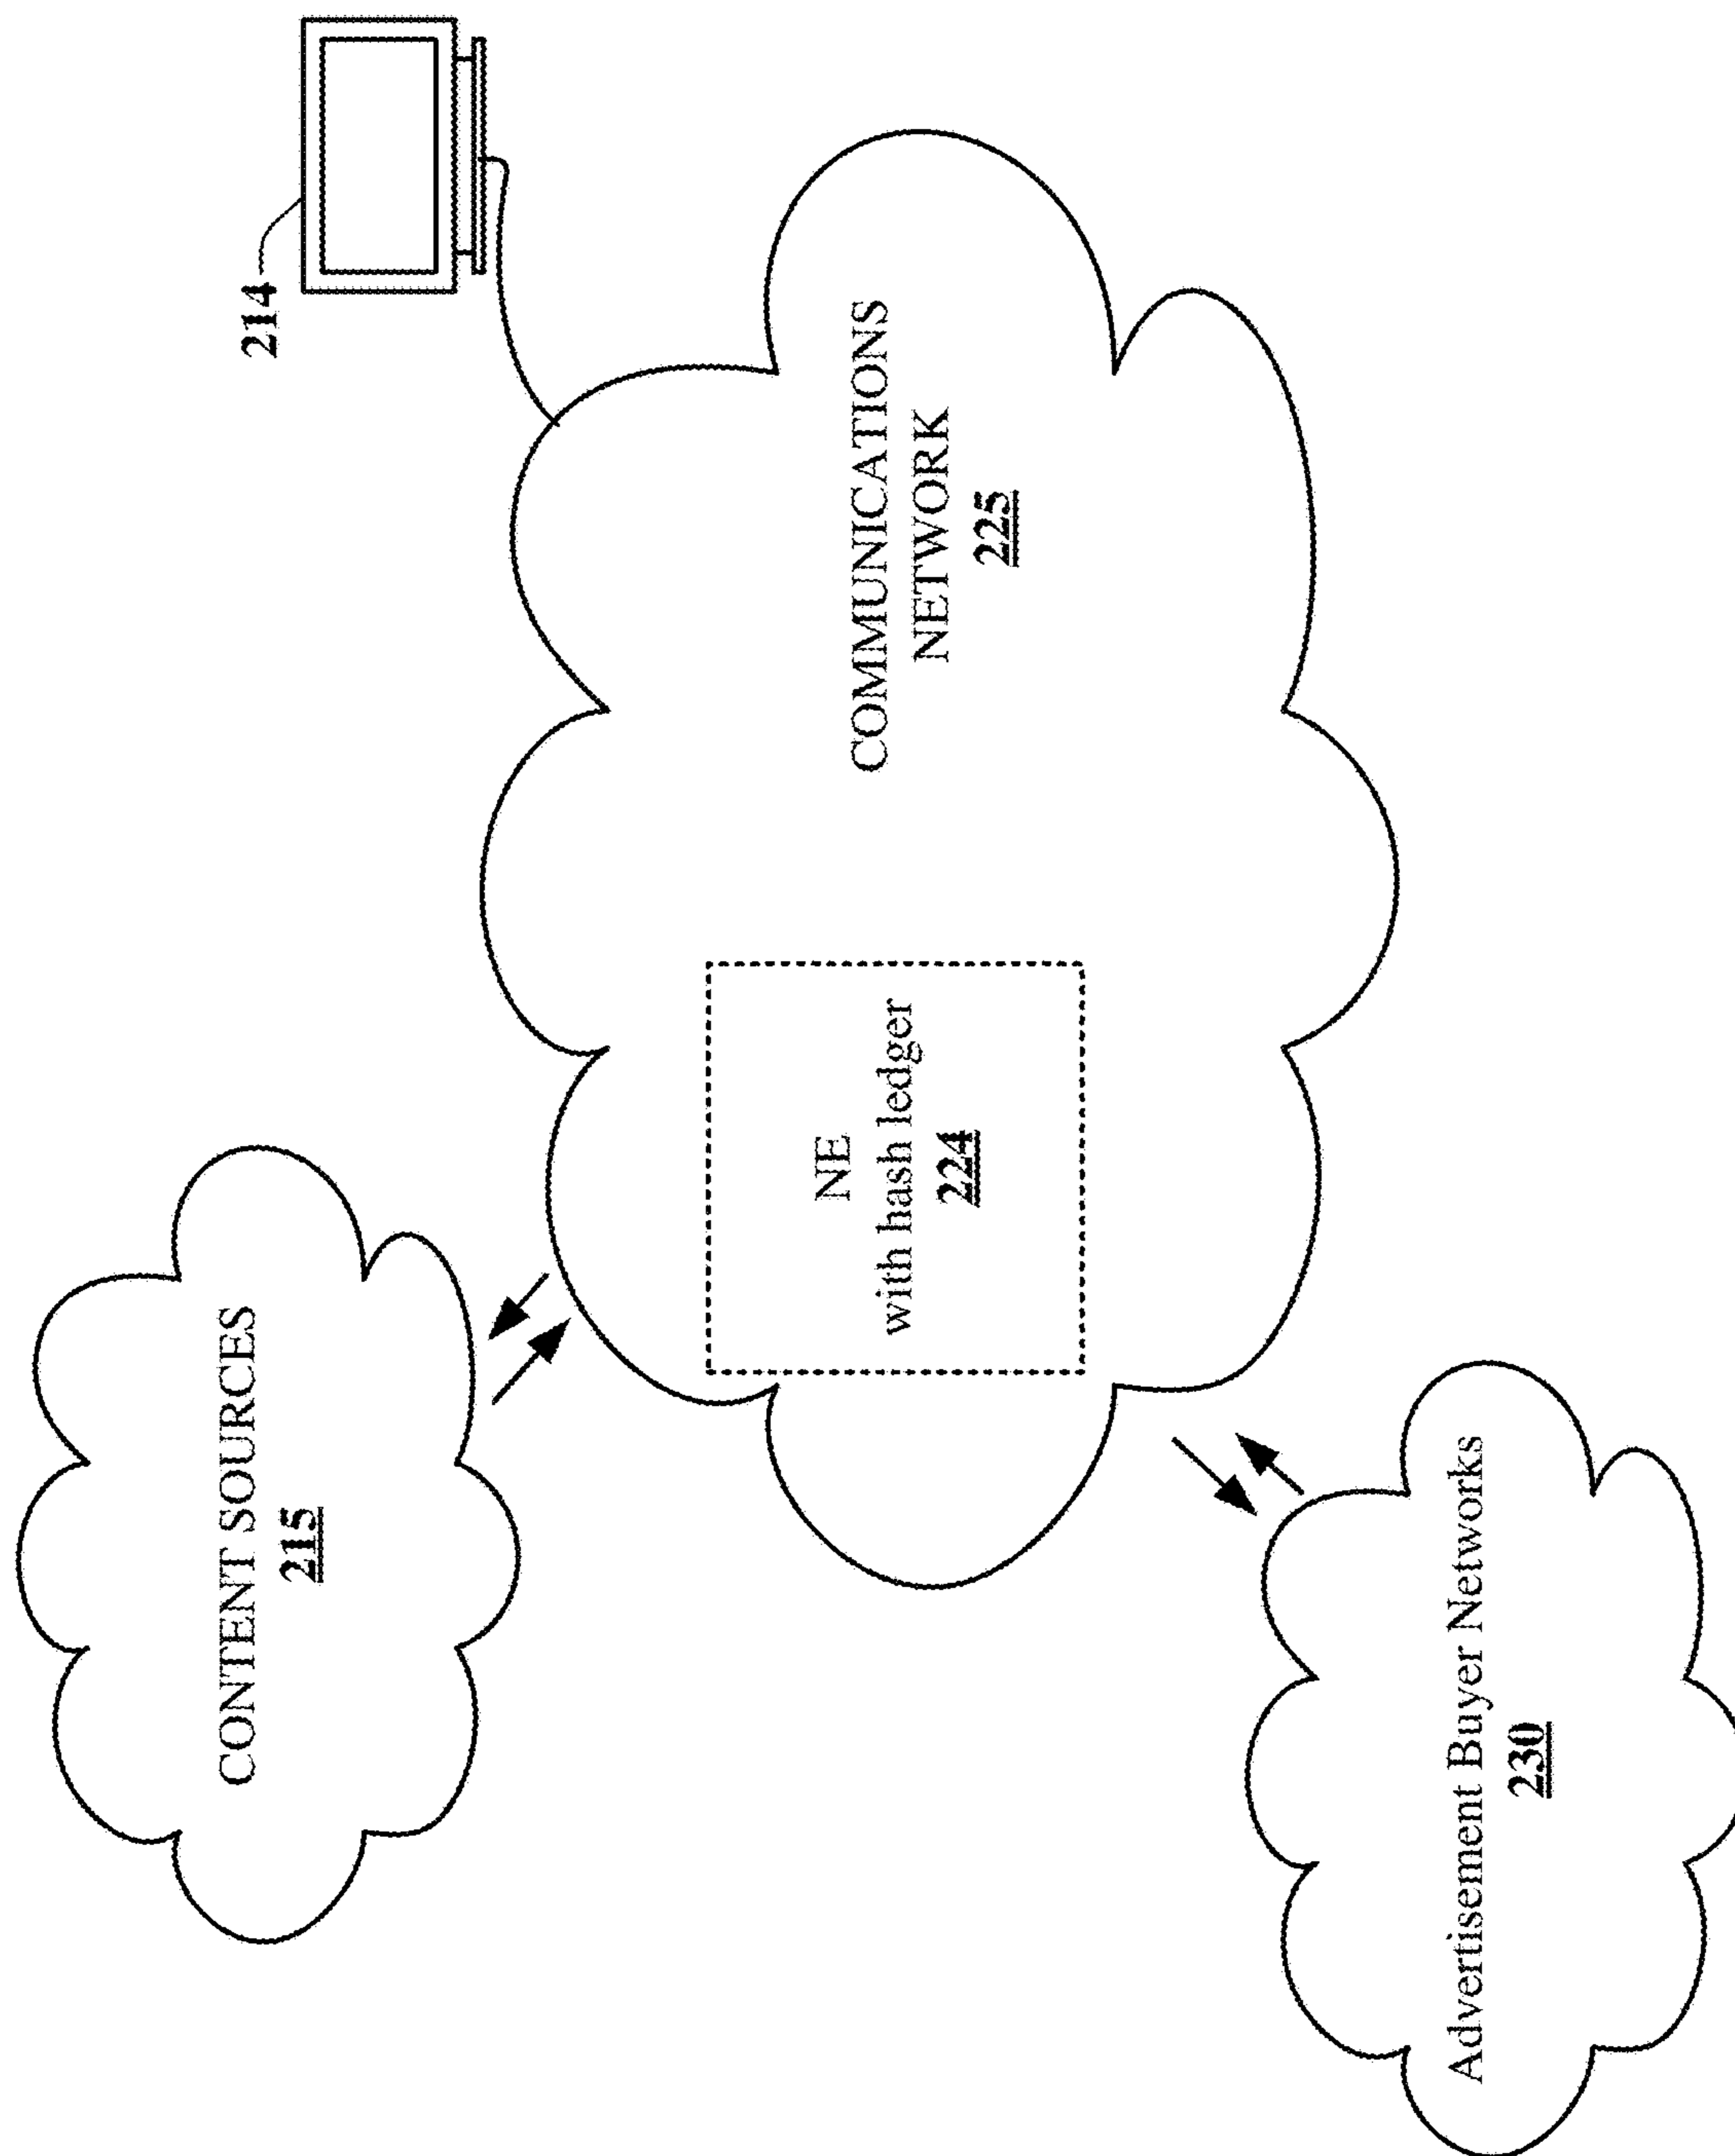 CONTENT SOURCES
215
214
COMMUNICATIONS
NETWORK
225
NE
with hash ledger
224
Advertisement Buyer Networks
230